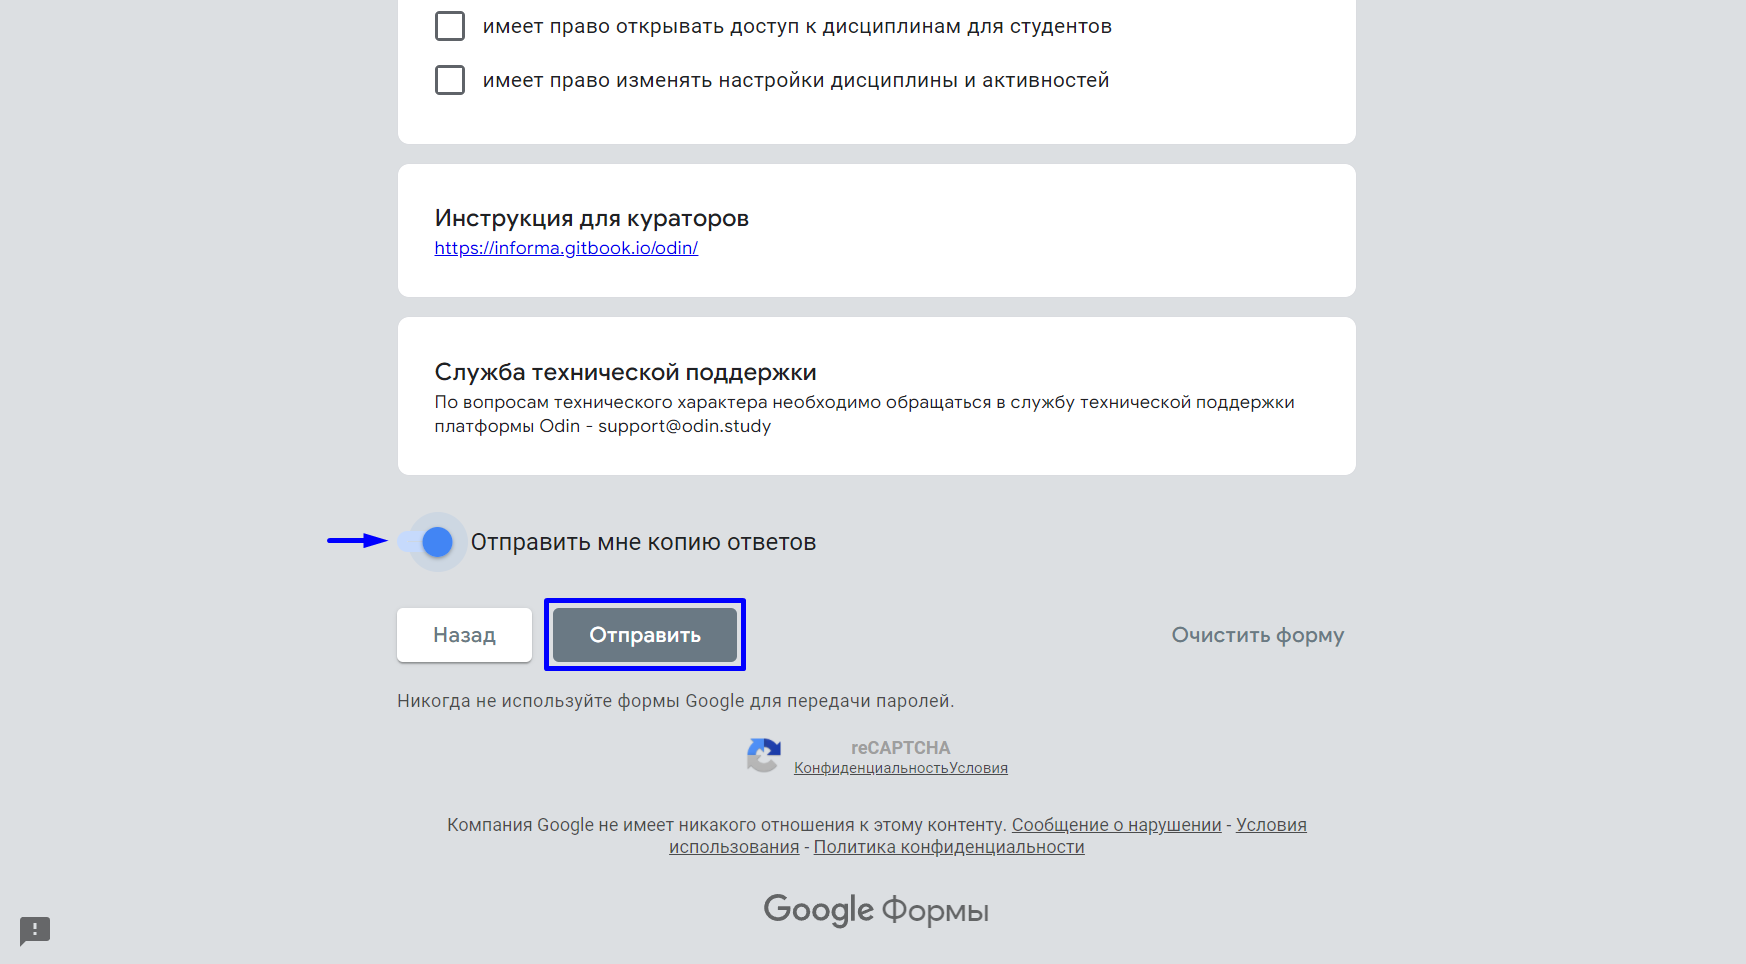 имеет право открывать доступ к дисциплинам для студентов
имеет право изменять настройки дисциплины и активностей
Инструкция для кураторов
https://informa.gitbook.io/odin/
Служба технической поддержки
По вопросам технического характера необходимо обращаться в службу технической поддержки
платформы Odin - support@odin.study
Отправить мне копию ответов
Назад
Отправить
Очистить форму
Никогда не используйте формы Google для передачи паролей.
reCAPTCHA
КонфиденциальностьУсловия
Компания Google не имеет никакого отношения к этому контенту. Сообщение о нарушении - Условия
использования - Политика конфиденциальности
Google Формы